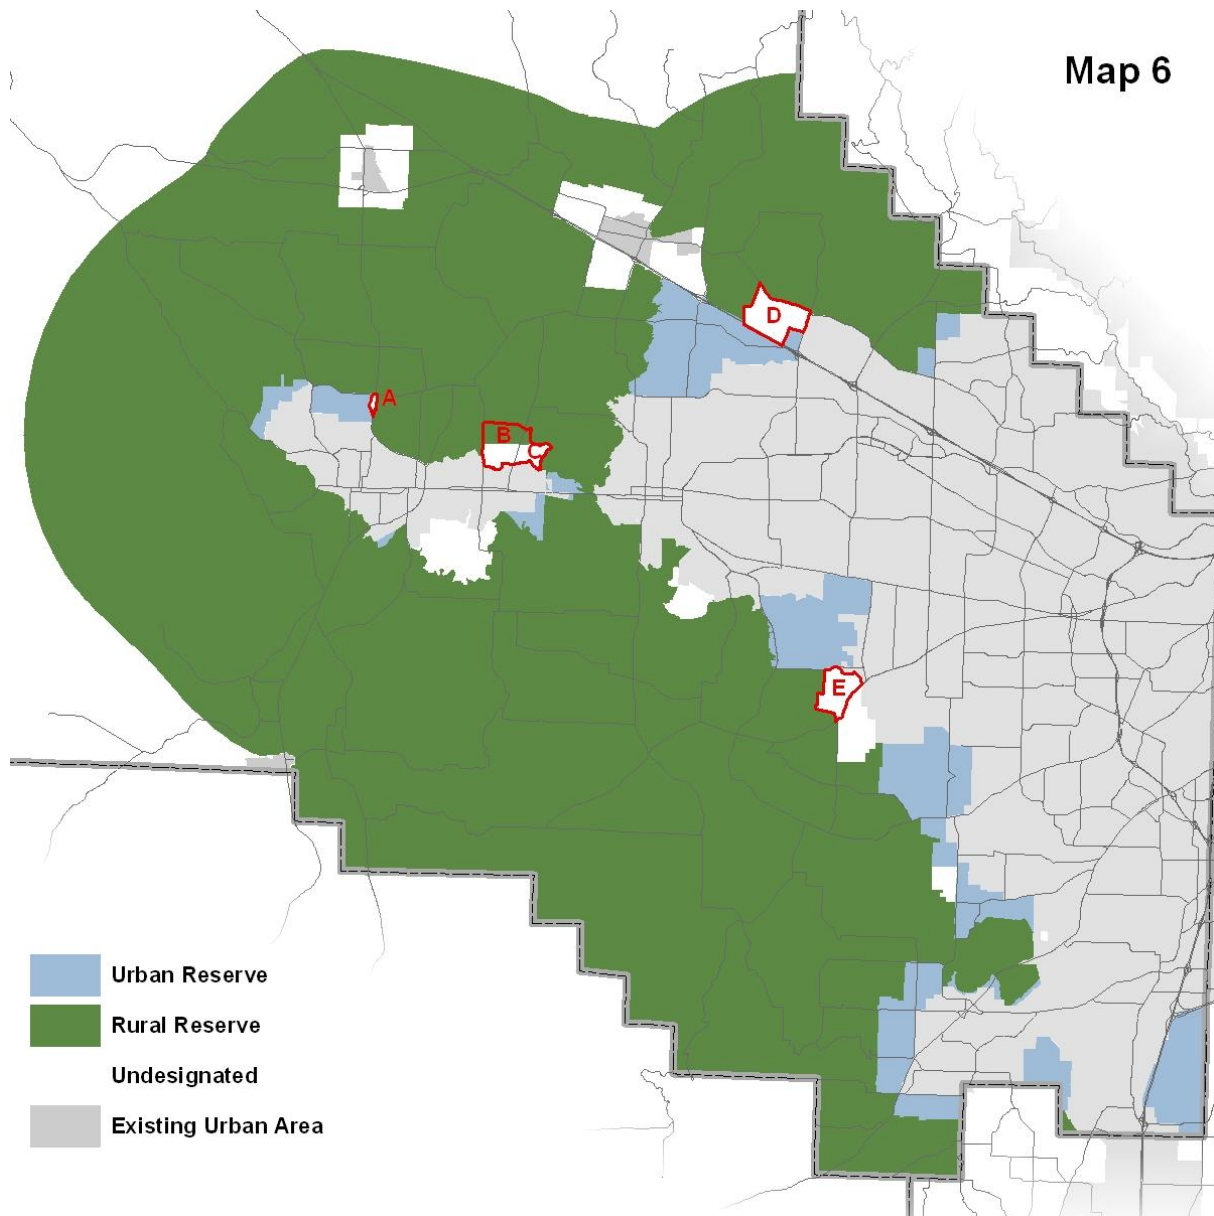 Map 6
D
A
B
C
E
Urban Reserve
Rural Reserve
Undesignated
Existing Urban Area